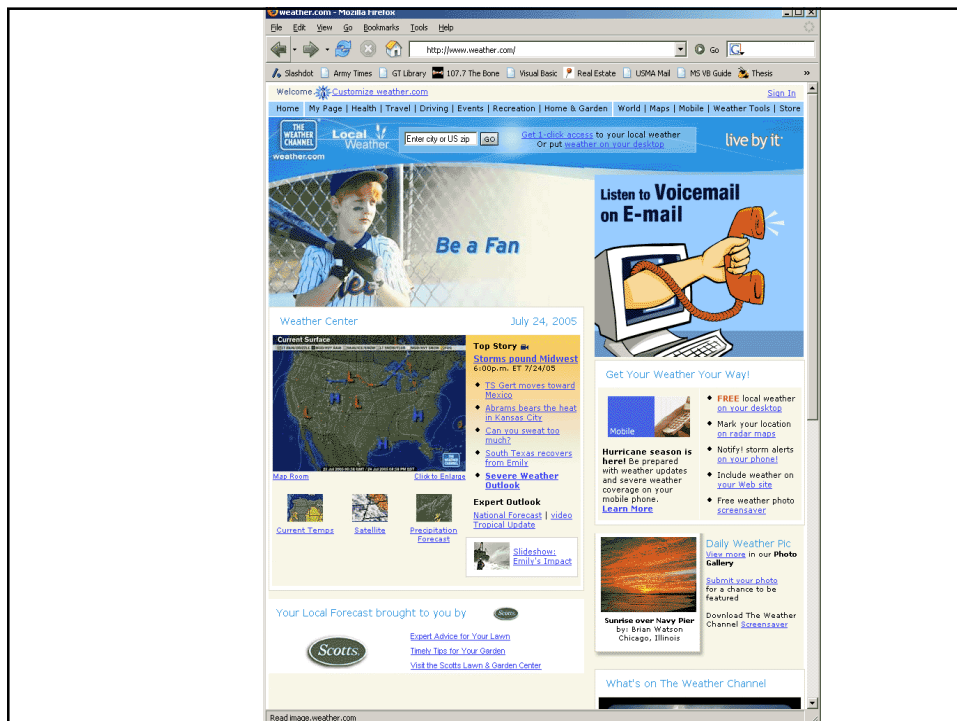 weather.com - Mozilla Firefox
File Edit View Go Bookmarks Tools Help
http://www.weather.com/ Go G
Slashdot Army Times GT Library 107.7 The Bone Visual Basic Real Estate USMA Mail MS VB Guide Thesis »
Welcome. Customize weather.com Sign In
Home My Page | Health | Travel | Driving | Events | Recreation | Home & Garden World | Maps | Mobile | Weather Tools | Store
THE WEATHER CHANNEL
weather.com
Local Weather
Enter city or US zip GO
Get 1-click access to your local weather
Or put weather on your desktop
live by it
Be a Fan
Listen to Voicemail
on E-mail
Weather Center July 24, 2005
Current Surface
L
L
L
H
H
H
THE WEATHER CHANNEL
Map Room Click to Enlarge
Current Temps
Satellite
Precipitation
Forecast
Top Story
Storms pound Midwest
6:00p.m. ET 7/24/05
TS Gert moves toward
Mexico
Abrams bears the heat
in Kansas City
Can you sweat too
much?
South Texas recovers
from Emily
Severe Weather
Outlook
Expert Outlook
National Forecast | video
Tropical Update
Slideshow:
Emily's Impact
Your Local Forecast brought to you by Scotts
Scotts.
Expert Advice for Your Lawn
Timely Tips for Your Garden
Visit the Scotts Lawn & Garden Center
Get Your Weather Your Way!
Mobile
Hurricane season is
here! Be prepared
with weather updates
and severe weather
coverage on your
mobile phone.
Learn More
FREE local weather
on your desktop
Mark your location
on radar maps
Notify! storm alerts
on your phone!
Include weather on
your Web site
Free weather photo
screensaver
Sunrise over Navy Pier
by: Brian Watson
Chicago, Illinois
Daily Weather Pic
View more in our Photo
Gallery
Submit your photo
for a chance to be
featured
Download The Weather
Channel Screensaver
What's on The Weather Channel
Read image.weather.com